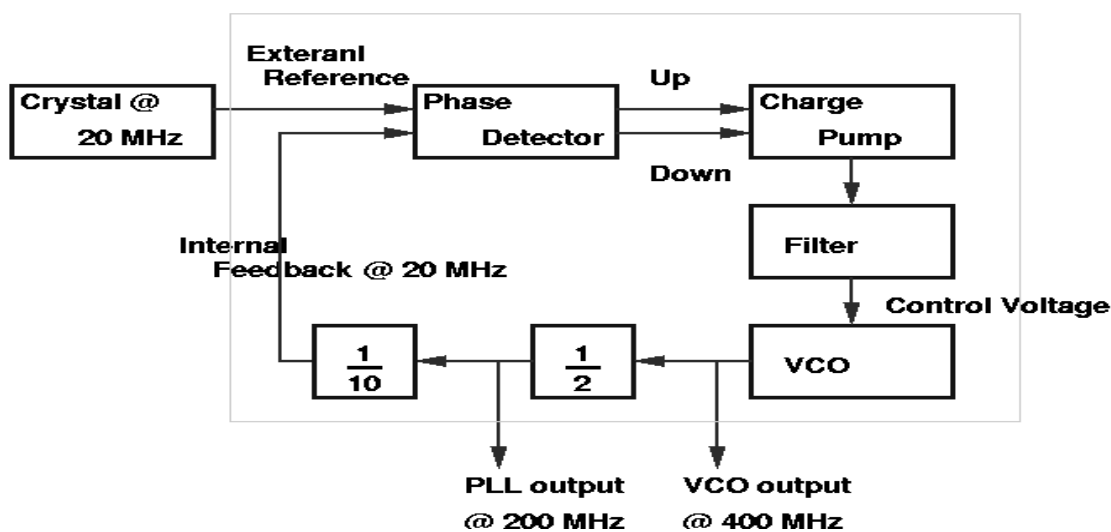 Exteranl
Reference
Crystal @
20 MHz
Phase
Detector
Up
Down
Charge
Pump
Internal
Feedback @ 20 MHz
Filter
Control Voltage
1
10
1
2
VCO
PLL output
@ 200 MHz
VCO output
@ 400 MHz